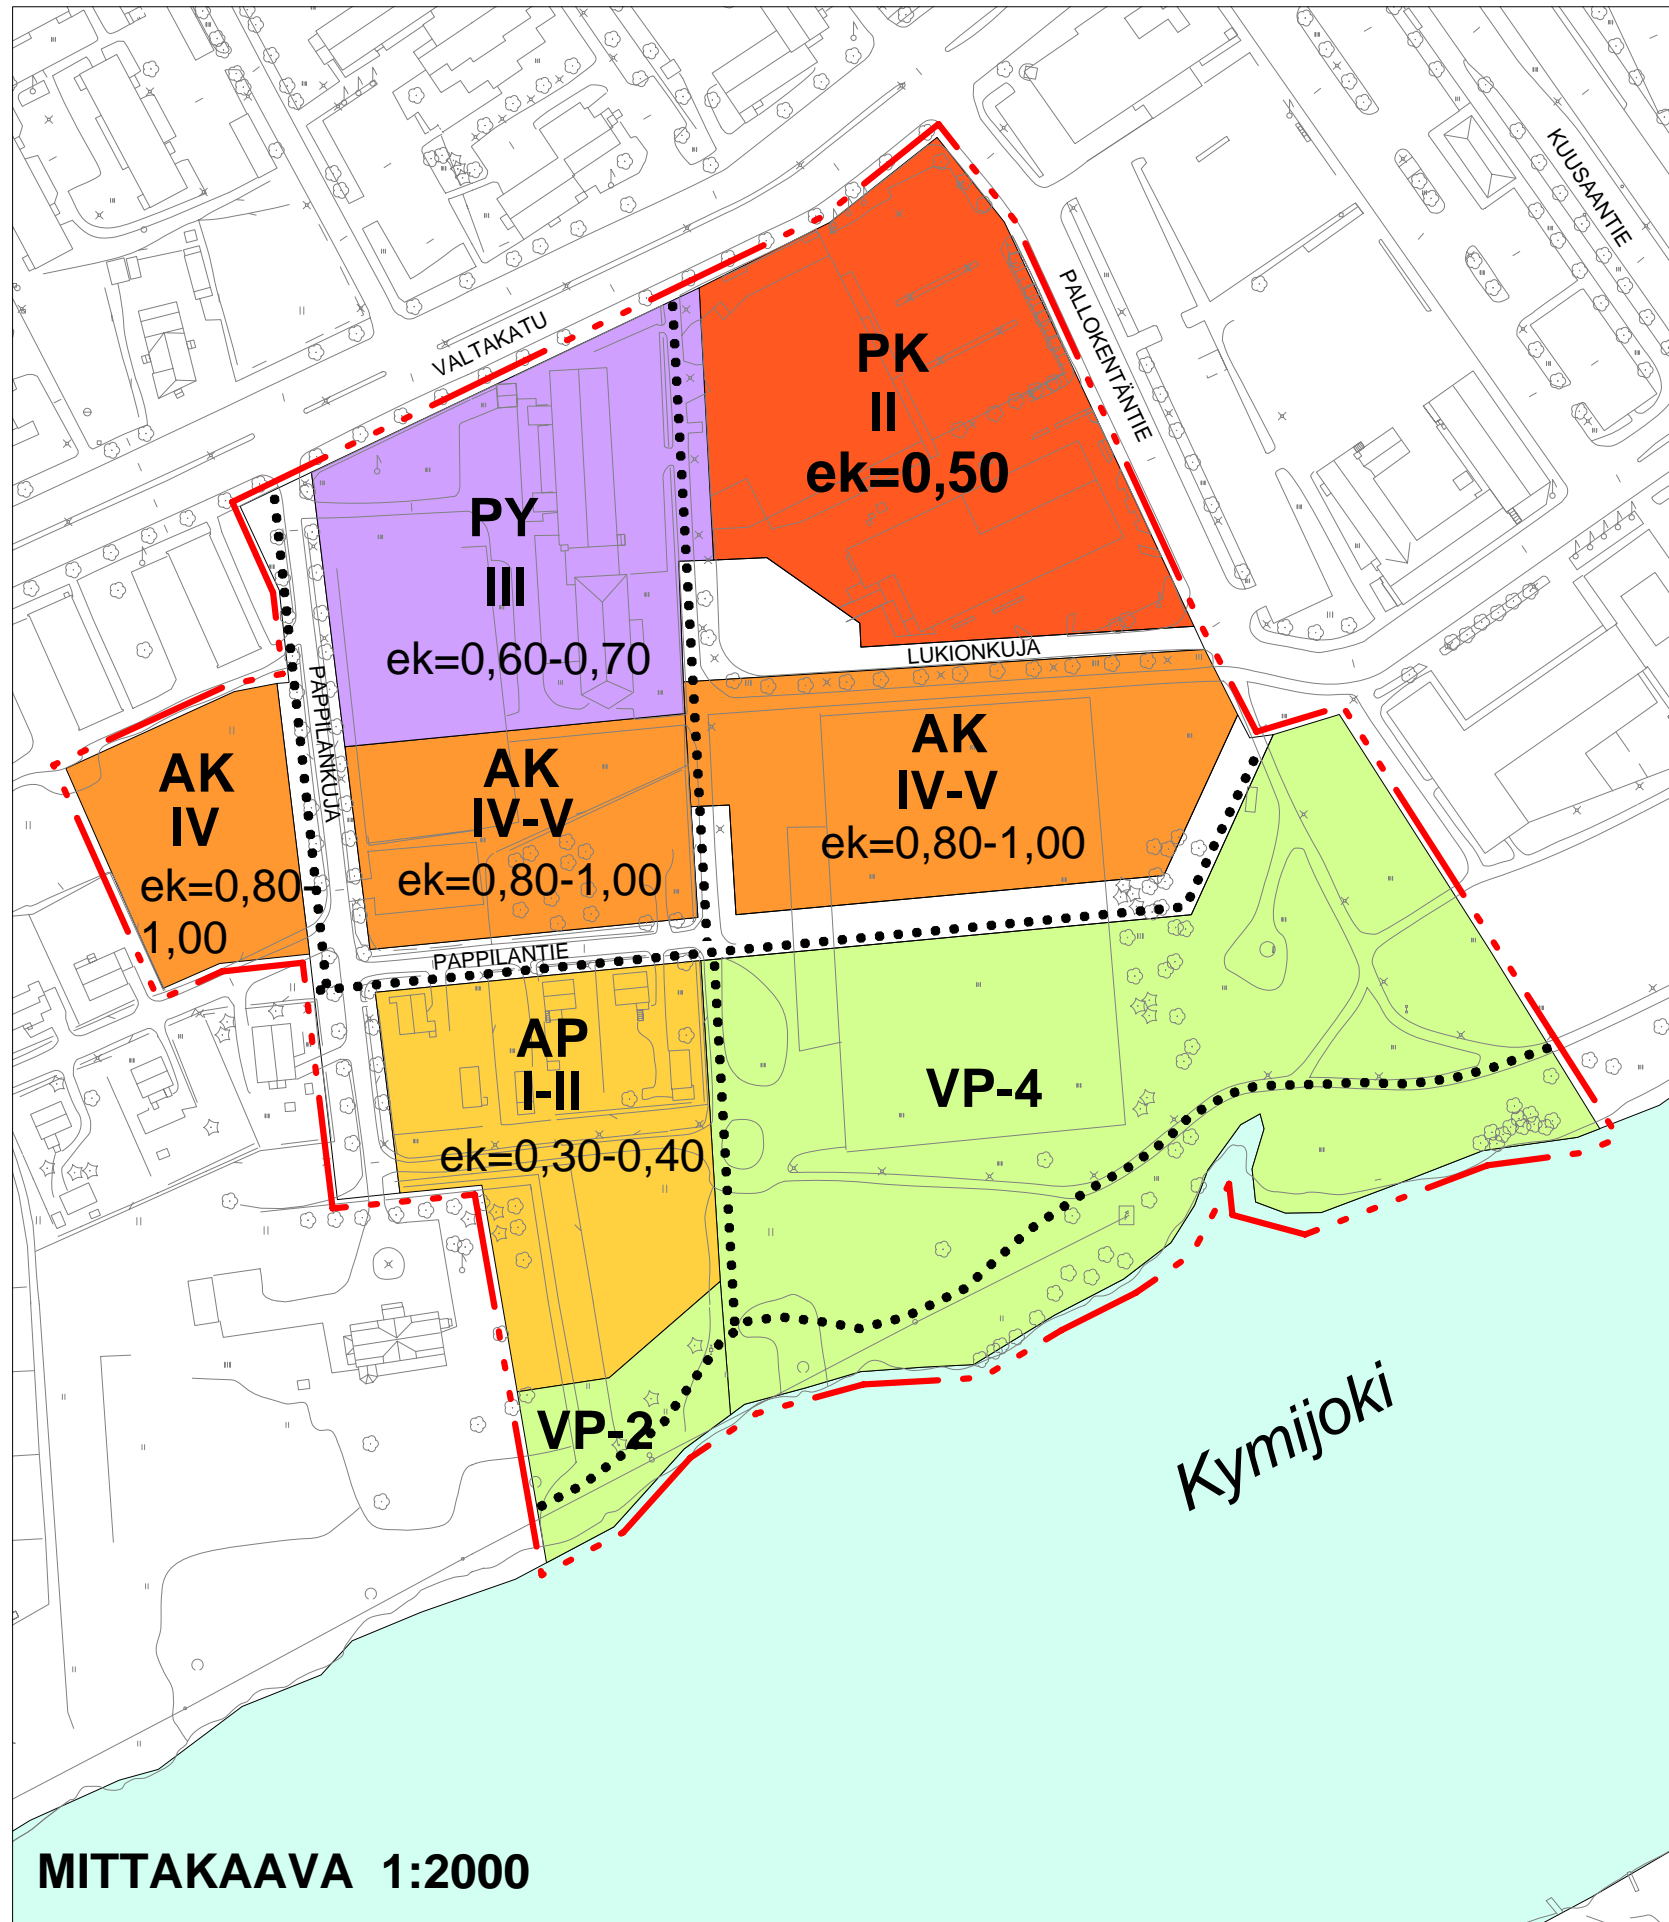 KUUSAANTIE
VALTAKATU
PALLOKENTÄNTIE
PK
II
ek=0,50
PY
III
ek=0,60-0,70
LUKIONKUJA
PAPPILANKUJA
AK
IV
ek=0,80-
1,00
AK
IV-V
ek=0,80-1,00
AK
IV-V
ek=0,80-1,00
PAPPILANTIE
AP
I-II
ek=0,30-0,40
VP-4
VP-2
Kymijoki
MITTAKAAVA 1:2000